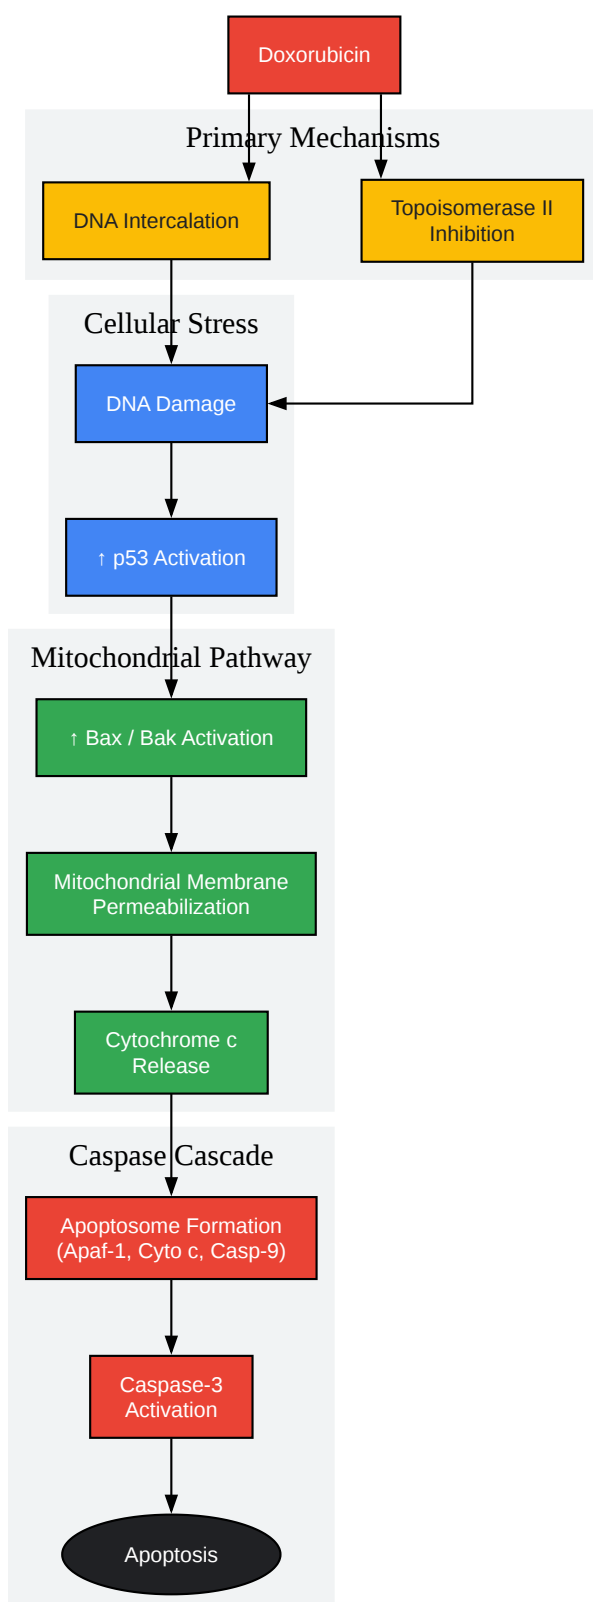 Doxorubicin
Primary Mechanisms
DNA Intercalation
Topoisomerase II
Inhibition
Cellular Stress
DNA Damage
↑ p53 Activation
Mitochondrial Pathway
↑ Bax / Bak Activation
Mitochondrial Membrane
Permeabilization
Cytochrome c
Release
Caspase Cascade
Apoptosome Formation
(Apaf-1, Cyto c, Casp-9)
Caspase-3
Activation
Apoptosis